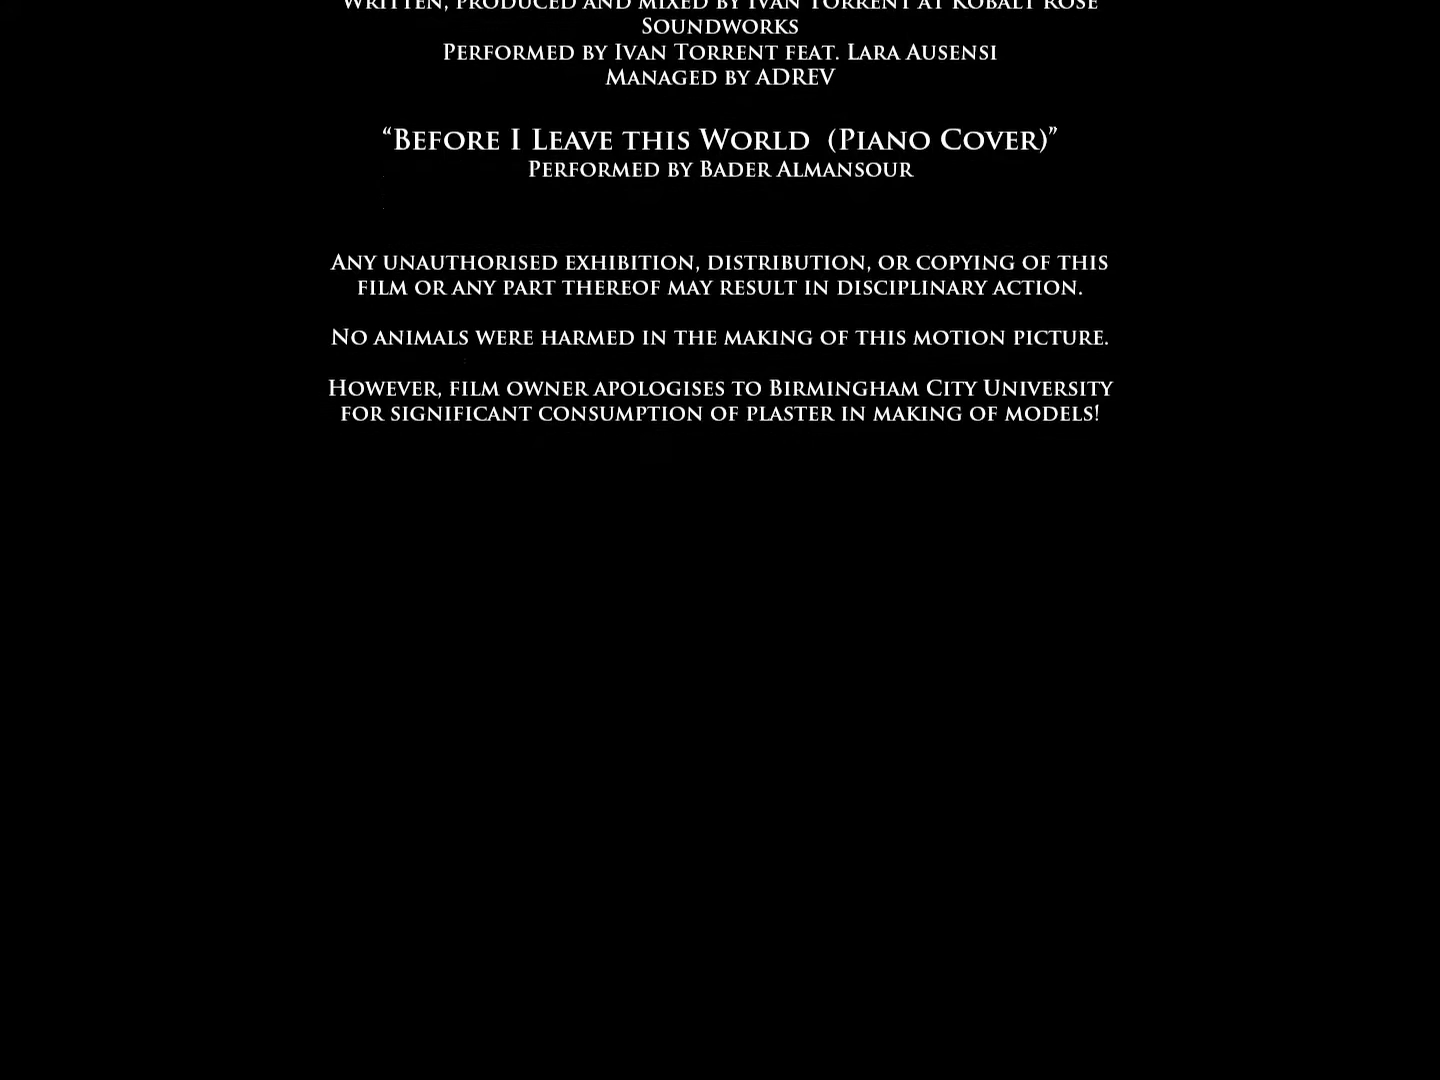 Written, produced and mixed by Ivan Torrent at Kobalt Rose
Soundworks
Performed by Ivan Torrent feat. Lara Ausensi
Managed by ADREV
“Before I Leave this World (Piano Cover)”
Performed by Bader Almansour
Any unauthorised exhibition, distribution, or copying of this
film or any part thereof may result in disciplinary action.
No animals were harmed in the making of this motion picture.
However, film owner apologises to Birmingham City University
for significant consumption of plaster in making of models!